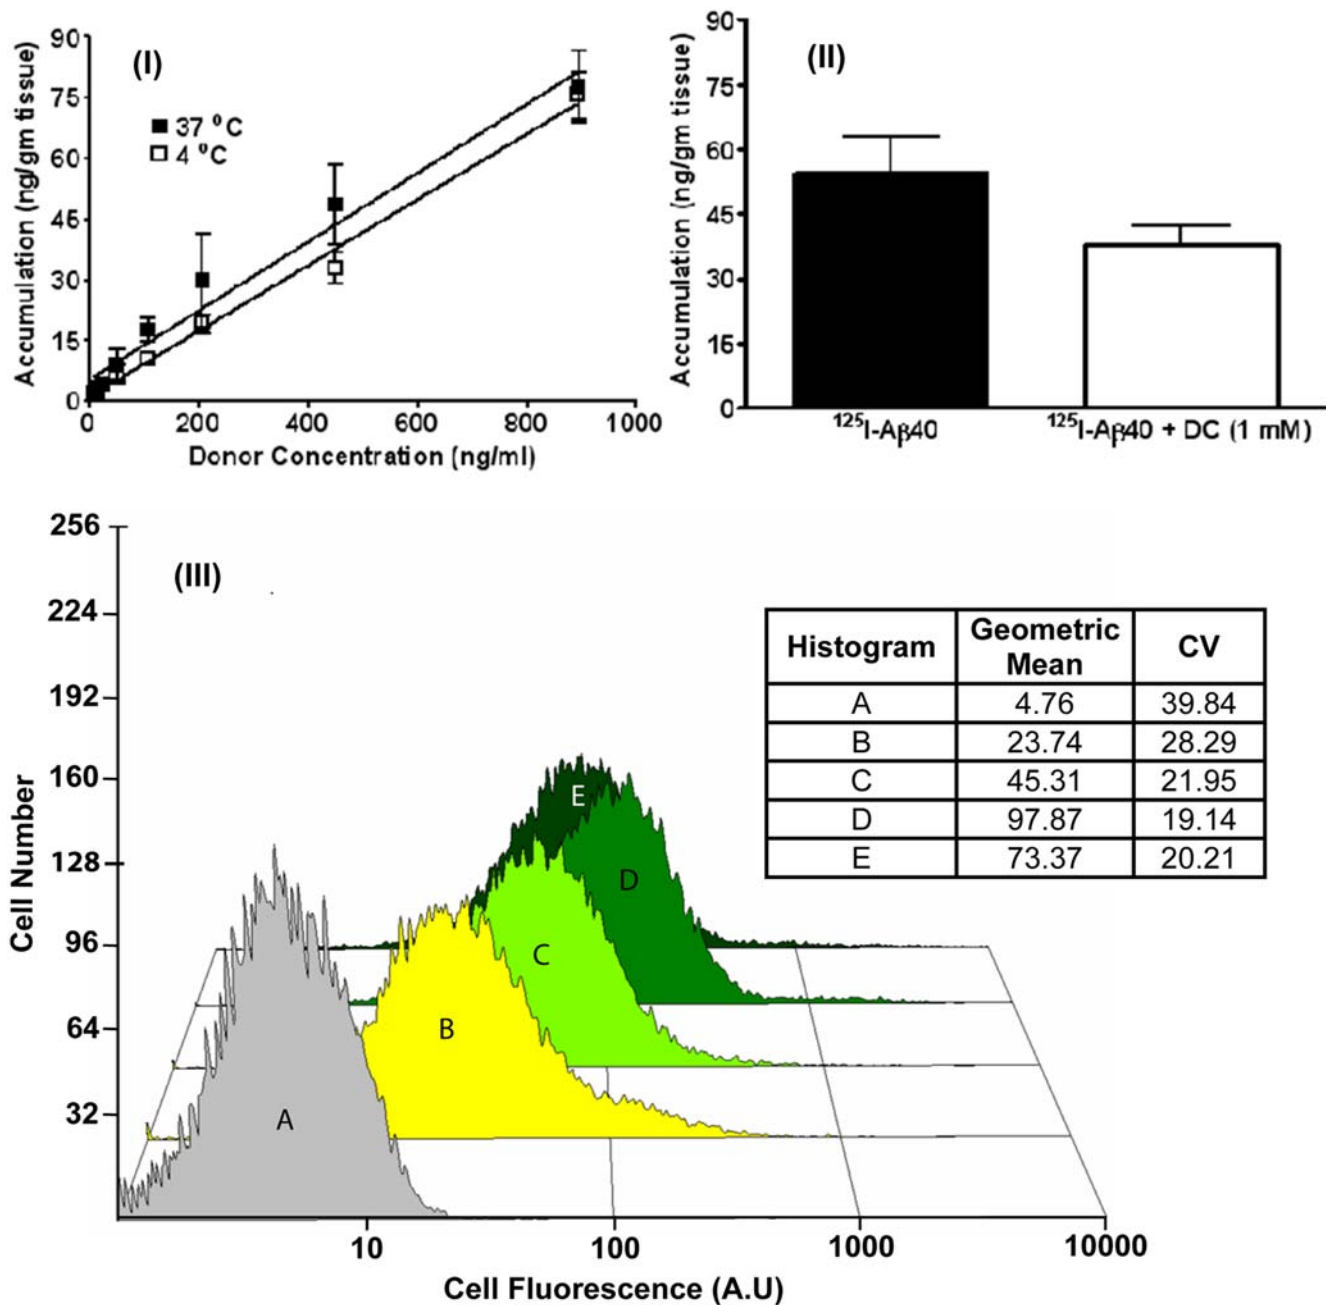 (I)
90
75
60
45
30
15
0
Accumulation (ng/gm tissue)
■ 37 ⁰C
□ 4 ⁰C
0 200 400 600 800 1000
Donor Concentration (ng/ml)
(II)
90
75
60
45
30
15
0
Accumulation (ng/gm tissue)
¹²⁵I-Aβ40 ¹²⁵I-Aβ40 + DC (1 mM)
(III)
256
224
192
160
128
96
64
32
Cell Number
A
B
C
D
E
10 100 1000 10000
Cell Fluorescence (A.U)
Histogram Geometric Mean CV
A 4.76 39.84
B 23.74 28.29
C 45.31 21.95
D 97.87 19.14
E 73.37 20.21